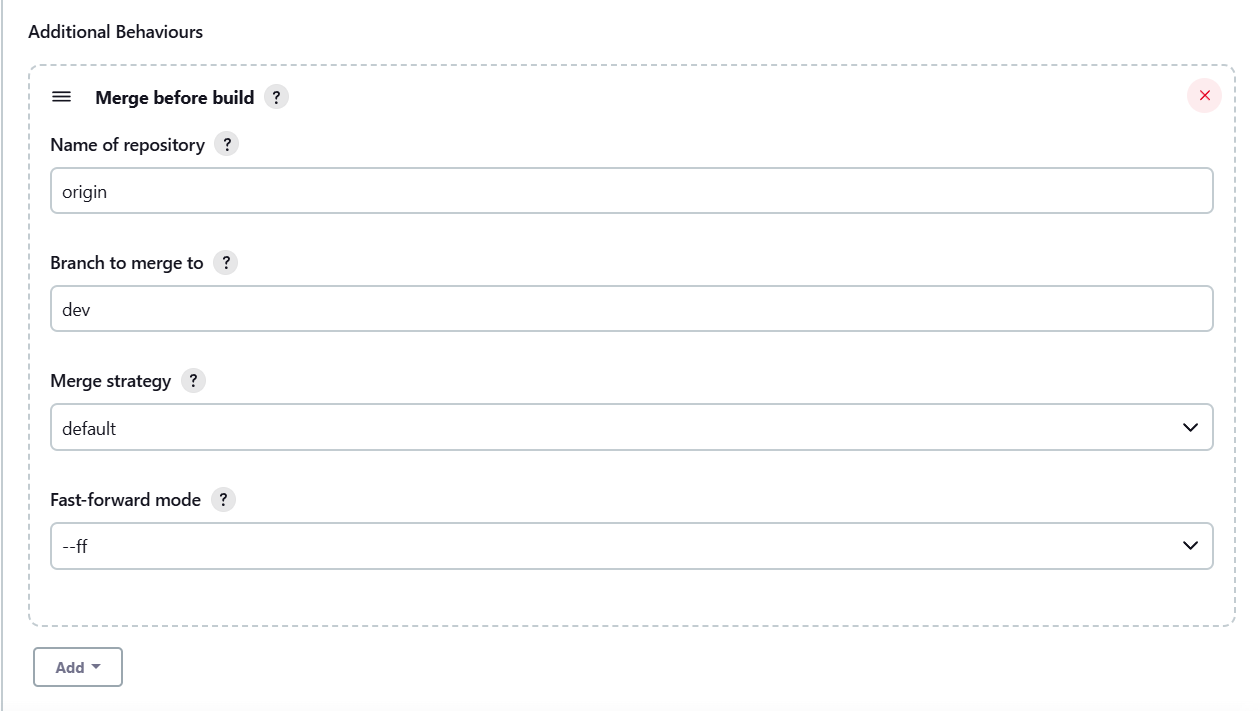 Additional Behaviours
Merge before build ?
Name of repository ?
origin
Branch to merge to ?
dev
Merge strategy ?
default
Fast-forward mode ?
--ff
Add